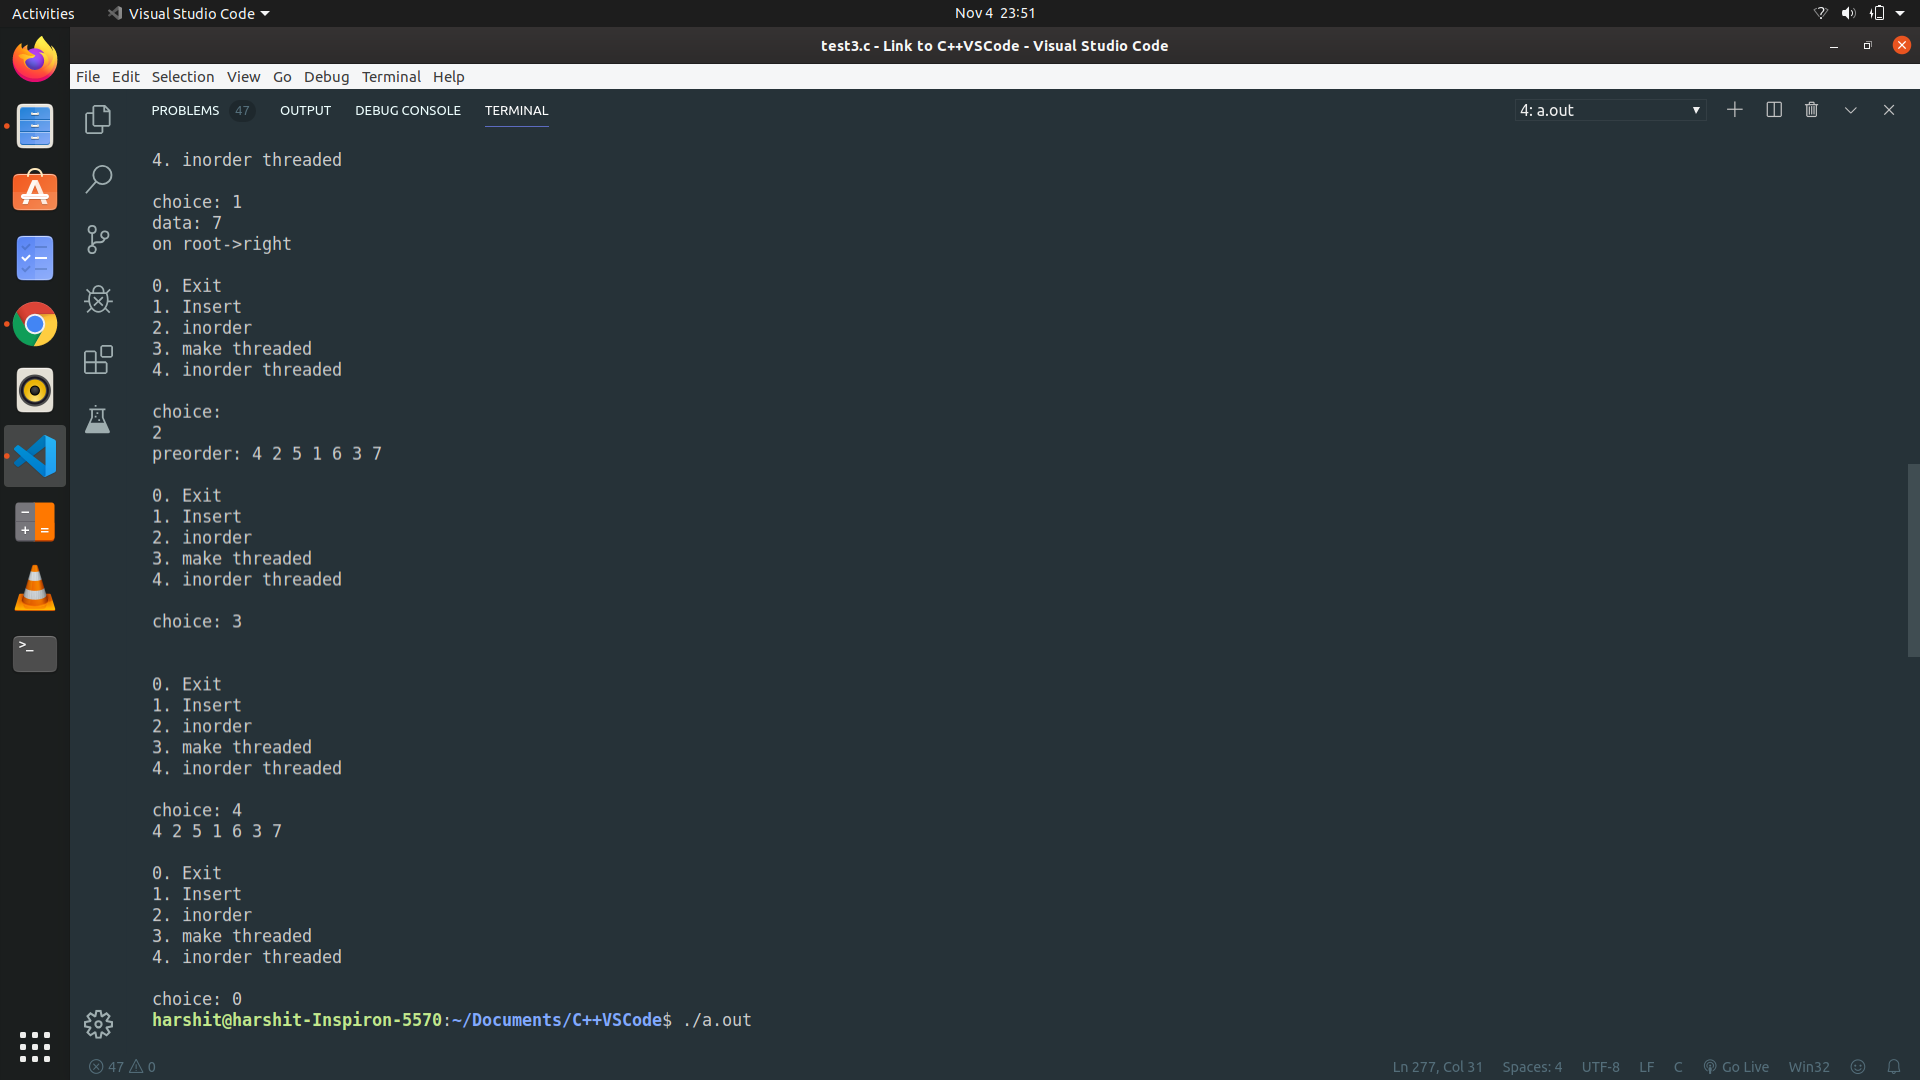 Activities
Visual Studio Code
Nov 4 23:51
test3.c - Link to C++VSCode - Visual Studio Code
File Edit Selection View Go Debug Terminal Help
PROBLEMS 47 OUTPUT DEBUG CONSOLE TERMINAL
4: a.out
4. inorder threaded
choice: 1
data: 7
on root->right
0. Exit
1. Insert
2. inorder
3. make threaded
4. inorder threaded
choice:
2
preorder: 4 2 5 1 6 3 7
0. Exit
1. Insert
2. inorder
3. make threaded
4. inorder threaded
choice: 3
0. Exit
1. Insert
2. inorder
3. make threaded
4. inorder threaded
choice: 4
4 2 5 1 6 3 7
0. Exit
1. Insert
2. inorder
3. make threaded
4. inorder threaded
choice: 0
harshit@harshit-Inspiron-5570:~/Documents/C++VSCode$ ./a.out
47 0
Ln 277, Col 31 Spaces: 4 UTF-8 LF C Go Live Win32